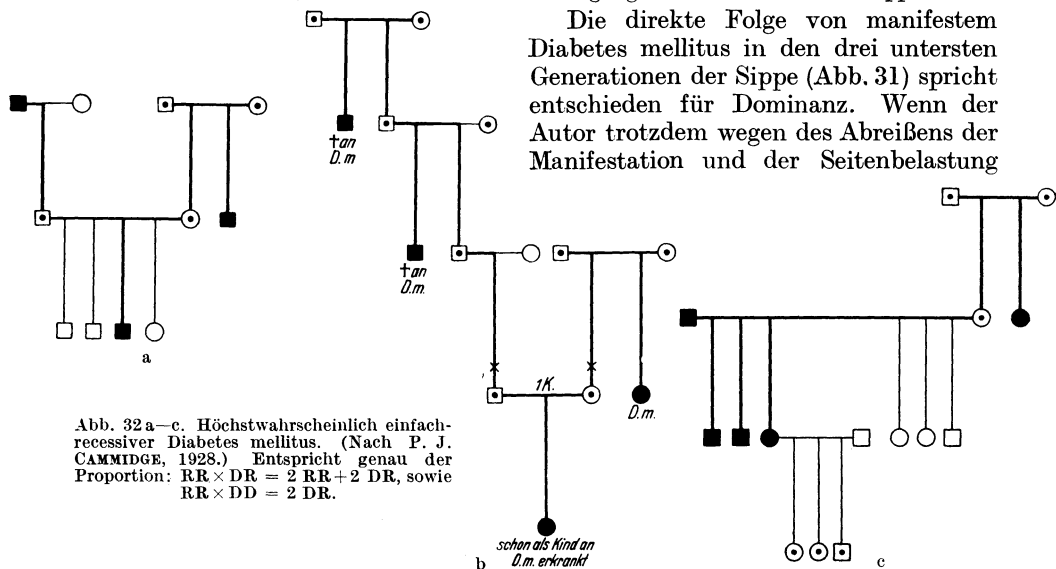 Die direkte Folge von manifestem
Diabetes mellitus in den drei untersten
Generationen der Sippe (Abb. 31) spricht
entschieden für Dominanz. Wenn der
Autor trotzdem wegen des Abreißens der
Manifestation und der Seitenbelastung
†an
D.m
†an
D.m.
a
1K.
D.m.
Abb. 32a—c. Höchstwahrscheinlich einfach-
recessiver Diabetes mellitus. (Nach P. J.
CAMMIDGE, 1928.) Entspricht genau der
Proportion: RR × DR = 2 RR + 2 DR, sowie
RR × DD = 2 DR.
schon als Kind an
D.m. erkrankt
b
c